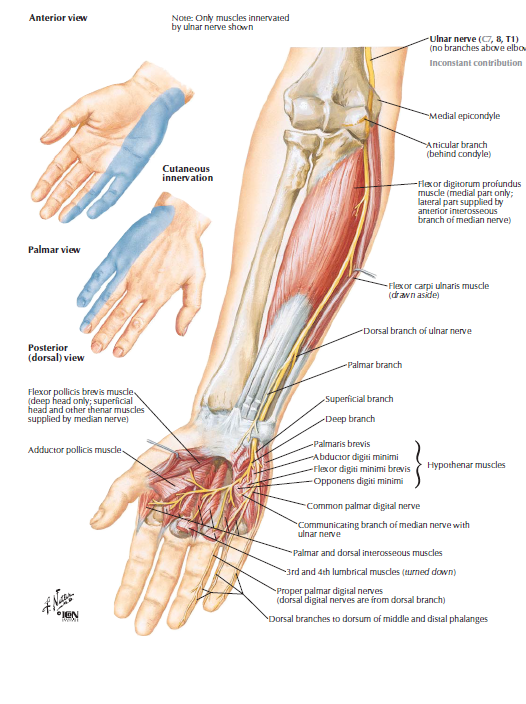 Anterior view
Note: Only muscles innervated
by ulnar nerve shown
Ulnar nerve (C7, 8, T1)
(no branches above elbow
Inconstant contribution
Medial epicondyle
Articular branch
(behind condyle)
Cutaneous
innervation
Flexor digitorum profundus
muscle (medial part only;
lateral part supplied by
anterior interosseous
branch of median nerve)
Palmar view
Flexor carpi ulnaris muscle
(drawn aside)
Dorsal branch of ulnar nerve
Posterior
(dorsal) view
Palmar branch
Flexor pollicis brevis muscle
(deep head only; superficial
head and other thenar muscles
supplied by median nerve)
Superficial branch
Deep branch
Adductor pollicis muscle
Palmaris brevis
Abductor digiti minimi
Flexor digiti minimi brevis
Opponens digiti minimi
Hypothenar muscles
Common palmar digital nerve
Communicating branch of median nerve with
ulnar nerve
Palmar and dorsal interosseous muscles
3rd and 4th lumbrical muscles (turned down)
Proper palmar digital nerves
(dorsal digital nerves are from dorsal branch)
Dorsal branches to dorsum of middle and distal phalanges